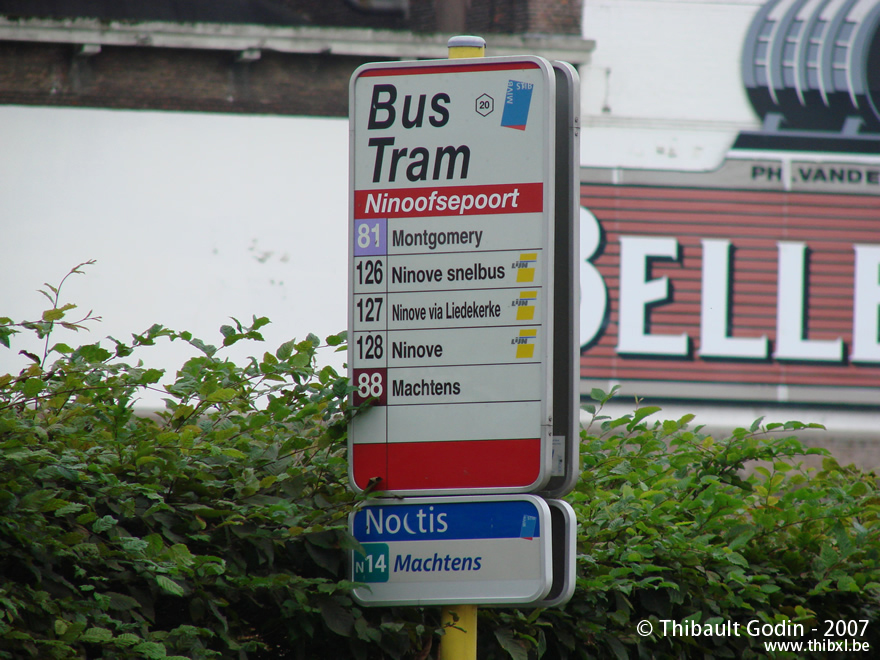 Bus
20
MIVB STIB
Tram
Ninoofsepoort
81 Montgomery
126 Ninove snelbus
127 Ninove via Liedekerke
128 Ninove
88 Machtens
Noctis
N14 Machtens
PH. VANDE
BELLE
© Thibault Godin - 2007
www.thibxl.be